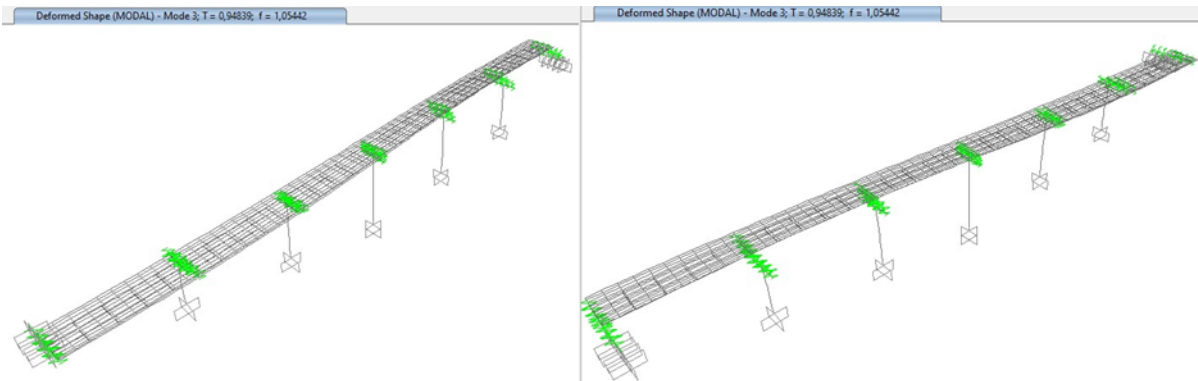 Deformed Shape (MODAL) - Mode 3; T = 0,94839; f = 1,05442
Deformed Shape (MODAL) - Mode 3; T = 0,94839; f = 1,05442